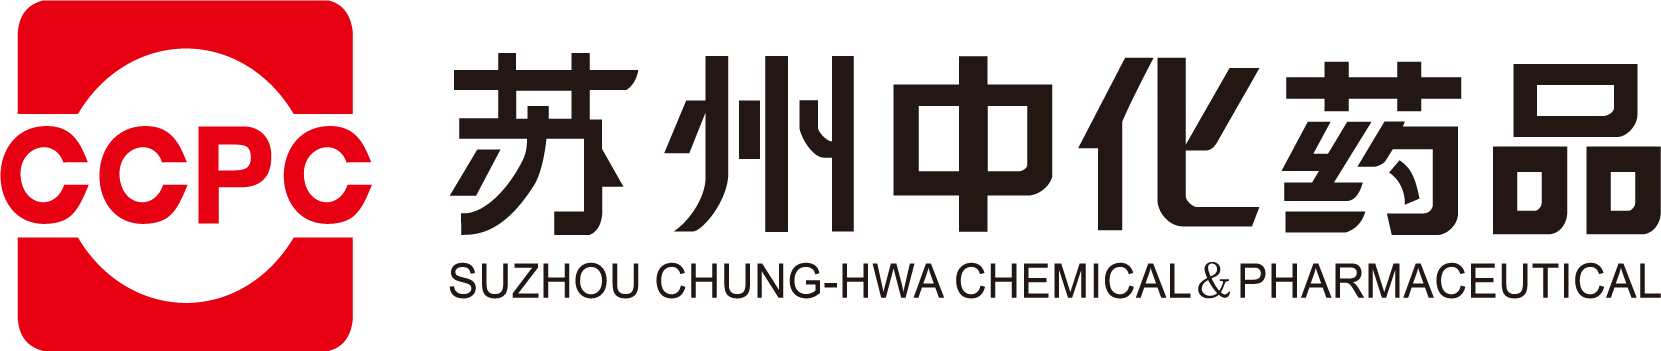 CCPC
苏州中化药品
SUZHOU CHUNG-HWA CHEMICAL&PHARMACEUTICAL